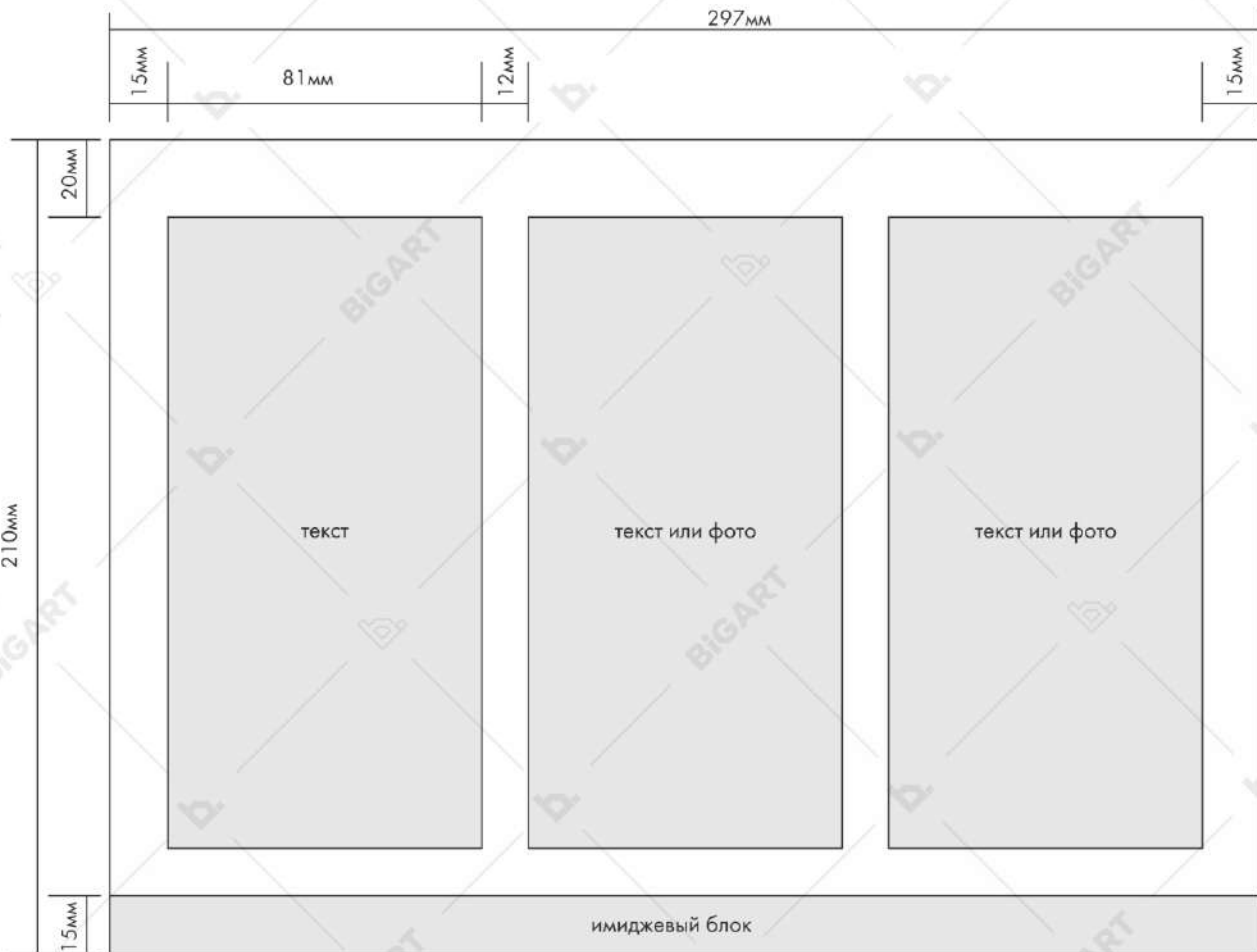 297мм
15мм
81мм
12мм
15мм
20мм
BiGART
BiGART
210мм
текст
текст или фото
текст или фото
BiGART
BiGART
15мм
имиджевый блок